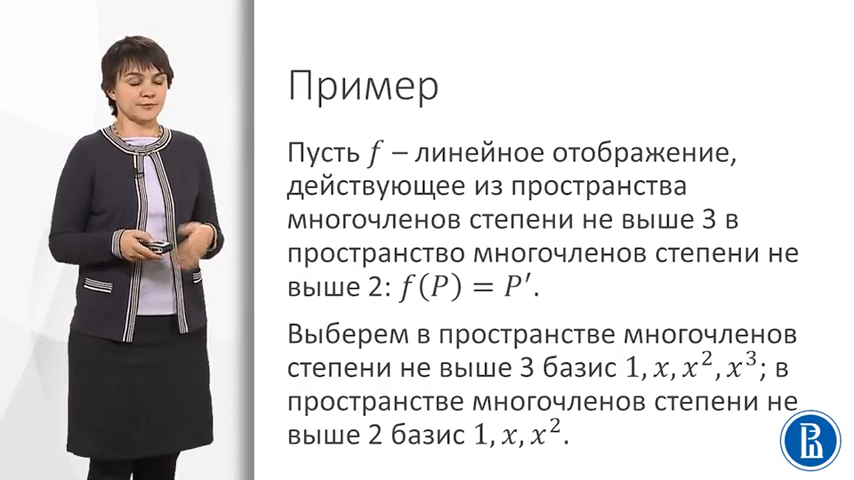 Пример
Пусть f – линейное отображение,
действующее из пространства
многочленов степени не выше 3 в
пространство многочленов степени не
выше 2: f(P) = P′.
Выберем в пространстве многочленов
степени не выше 3 базис 1, x, x², x³; в
пространстве многочленов степени не
выше 2 базис 1, x, x².